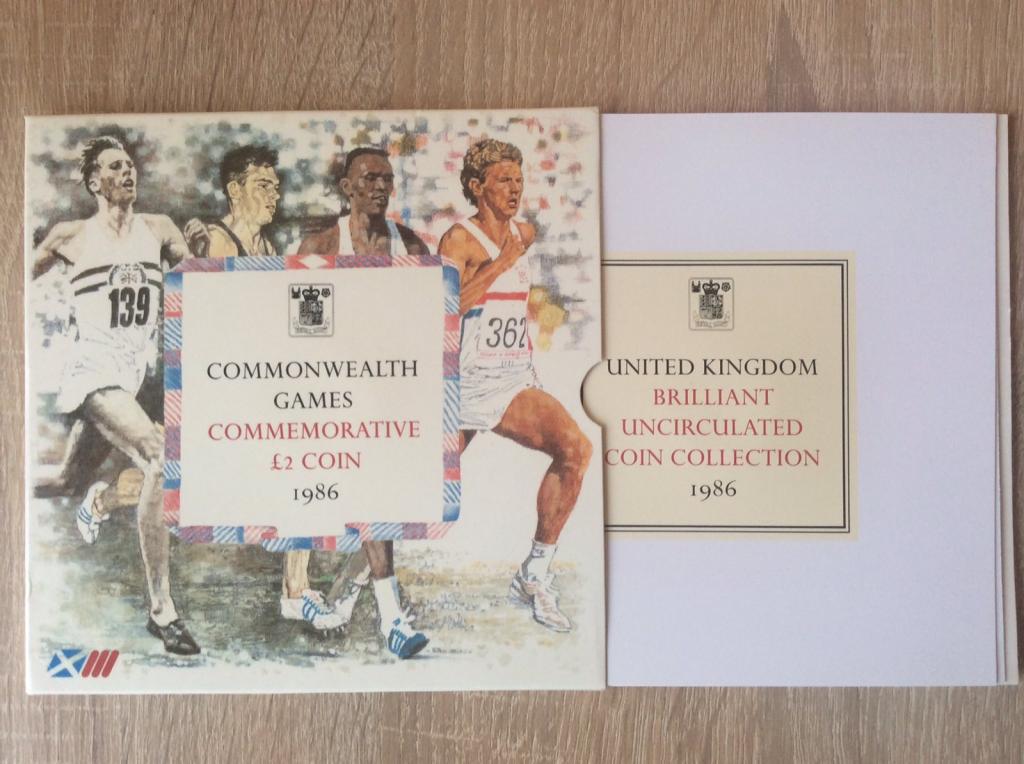 139
362
COMMONWEALTH
GAMES
COMMEMORATIVE
£2 COIN
1986
UNITED KINGDOM
BRILLIANT
UNCIRCULATED
COIN COLLECTION
1986